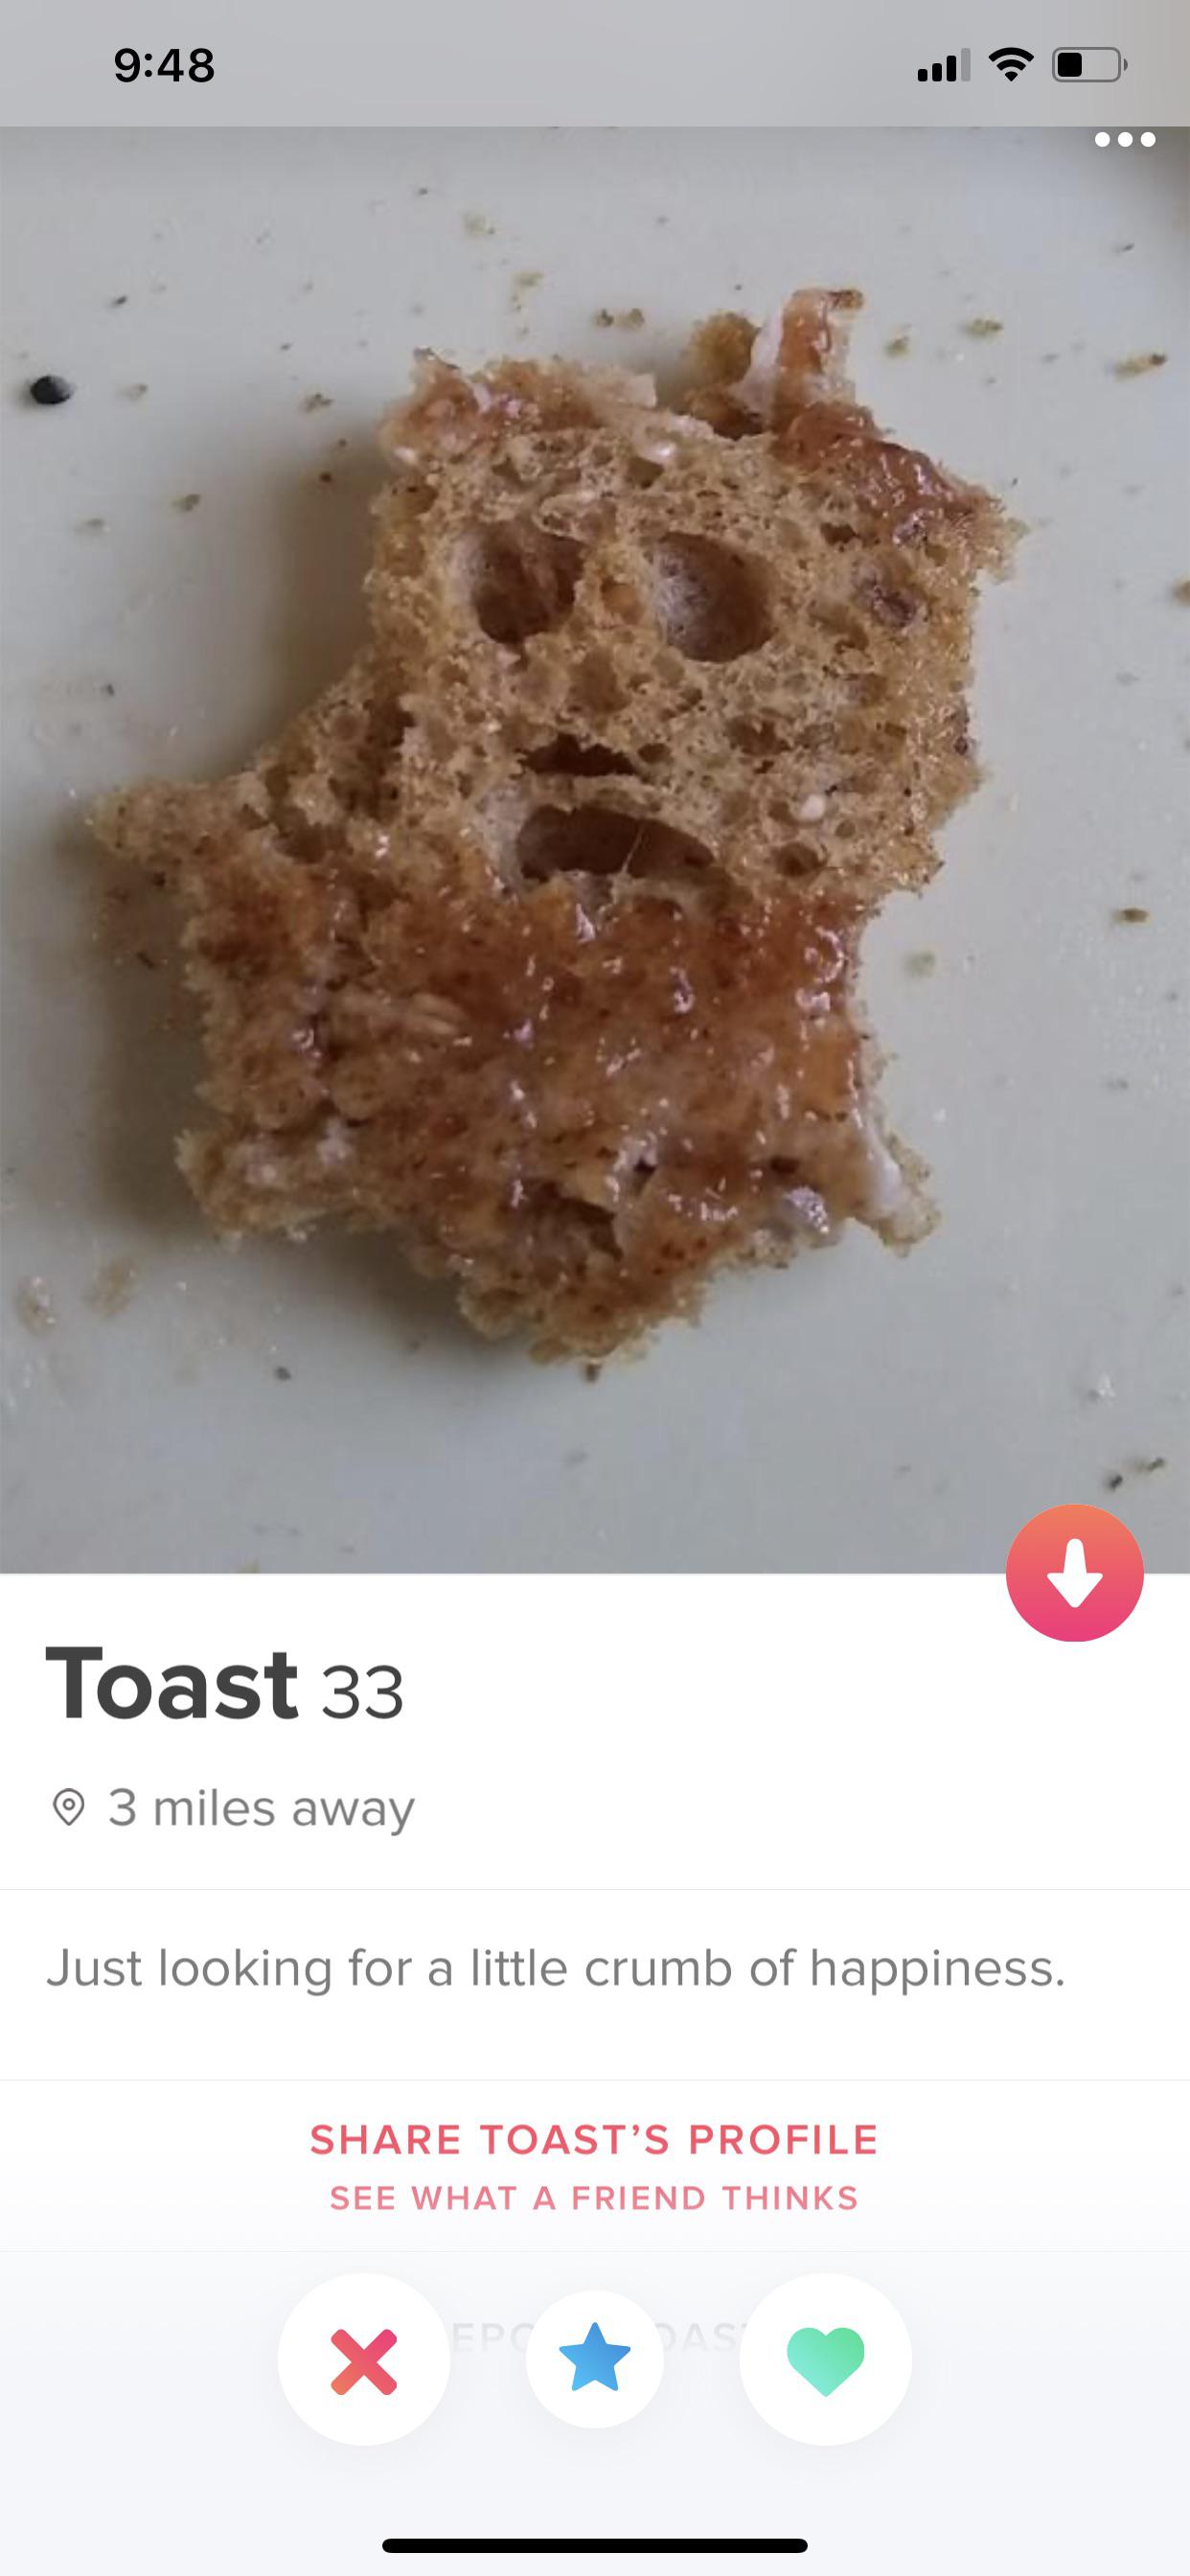 9:48
Toast 33
3 miles away
Just looking for a little crumb of happiness.
SHARE TOAST’S PROFILE
SEE WHAT A FRIEND THINKS